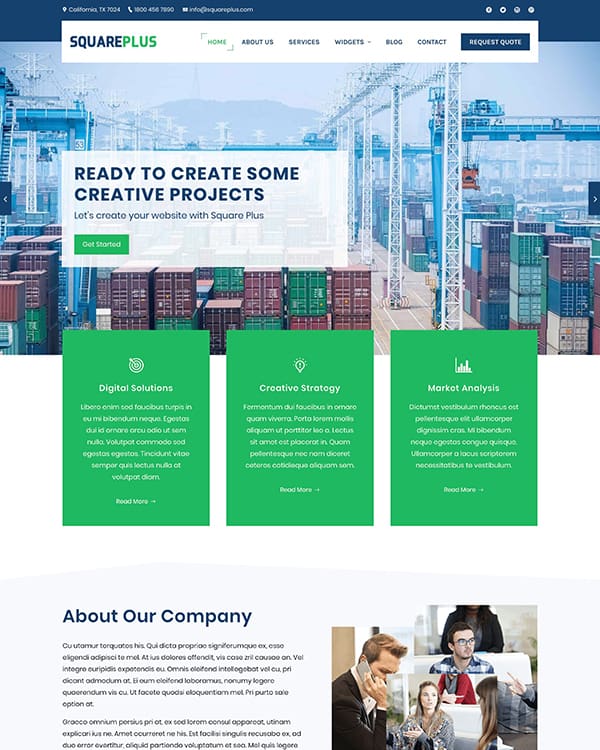 California, TX 7024 1800 456 7890 info@squareplus.com
SQUAREPLUS
HOME ABOUT US SERVICES WIDGETS BLOG CONTACT REQUEST QUOTE
53
READY TO CREATE SOME
CREATIVE PROJECTS
Let's create your website with Square Plus
Get Started
Digital Solutions
Libero enim sed faucibus turpis in
eu mi bibendum neque. Egestas
dui id ornare arcu odio ut sem
nulla. Volutpat commodo sed
egestas egestas. Tincidunt vitae
semper quis lectus nulla at
volutpat diam.
Read More →
Creative Strategy
Fermentum dui faucibus in ornare
quam viverra. Porta lorem mollis
aliquam ut porttitor leo a. Lectus
sit amet est placerat in. Quam
pellentesque nec nam diceret
ceteros cotidieque aliquam sem.
Read More →
Market Analysis
Dictumst vestibulum rhoncus est
pellentesque elit ullamcorper
dignissim cras. Mi bibendum
neque egestas congue quisque.
Ullamcorper a lacus scriptorem
necessitatibus te vestibulum.
Read More →
About Our Company
Cu utamur torquatos his. Qui dicta propriae signiferumque ex, esse
eligendi adipisci te mel. At ius dolores offendit, vis case zril causae an. Vel
integre euripidis expetendis eu. Omnis eleifend intellegebat vel cu, pri
dicant admodum at. Ei eum eleifend laboramus, nonumy legere
quaerendum vis cu. Ut facete quodsi eloquentiam mel. Pri purto sale
option at.
Graeco omnium persius pri at, ex sed lorem consul appareat, utinam
explicari ius ne. Amet ocurreret ne his. Est facilisi singulis recusabo ex, ad
duo error evertitur, aliquid partiendo voluptatum et sea. Mei quis legere